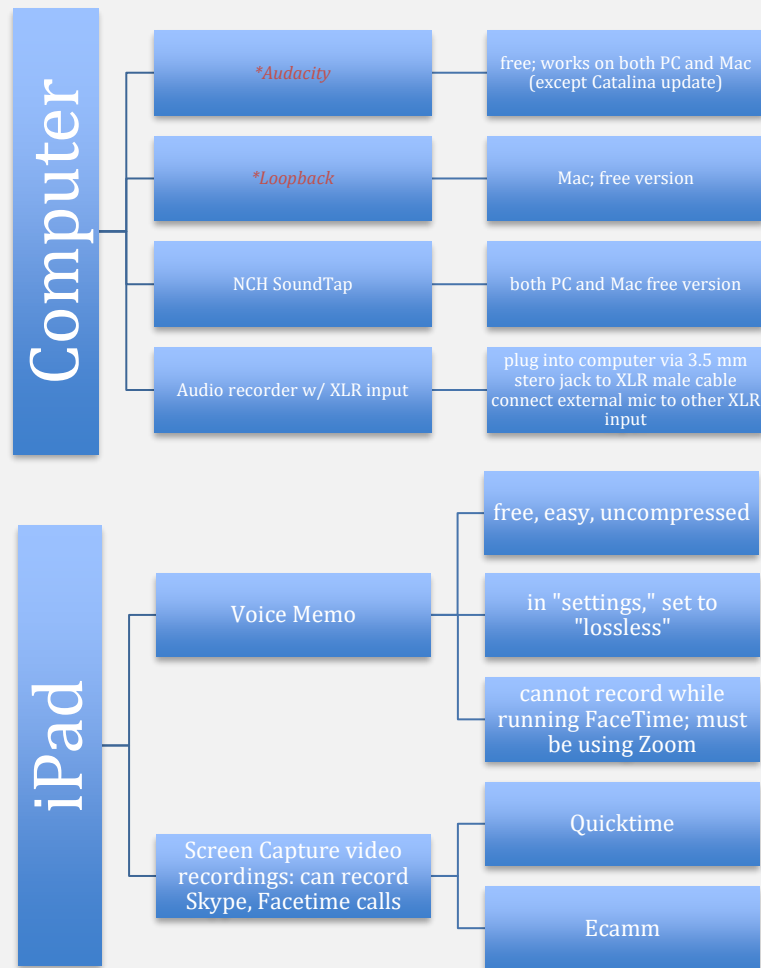 Computer
*Audacity
free; works on both PC and Mac
(except Catalina update)
*Loopback
Mac; free version
NCH SoundTap
both PC and Mac free version
Audio recorder w/ XLR input
plug into computer via 3.5 mm
stero jack to XLR male cable
connect external mic to other XLR
input
iPad
Voice Memo
free, easy, uncompressed
in "settings," set to
"lossless"
cannot record while
running FaceTime; must
be using Zoom
Screen Capture video
recordings: can record
Skype, Facetime calls
Quicktime
Ecamm